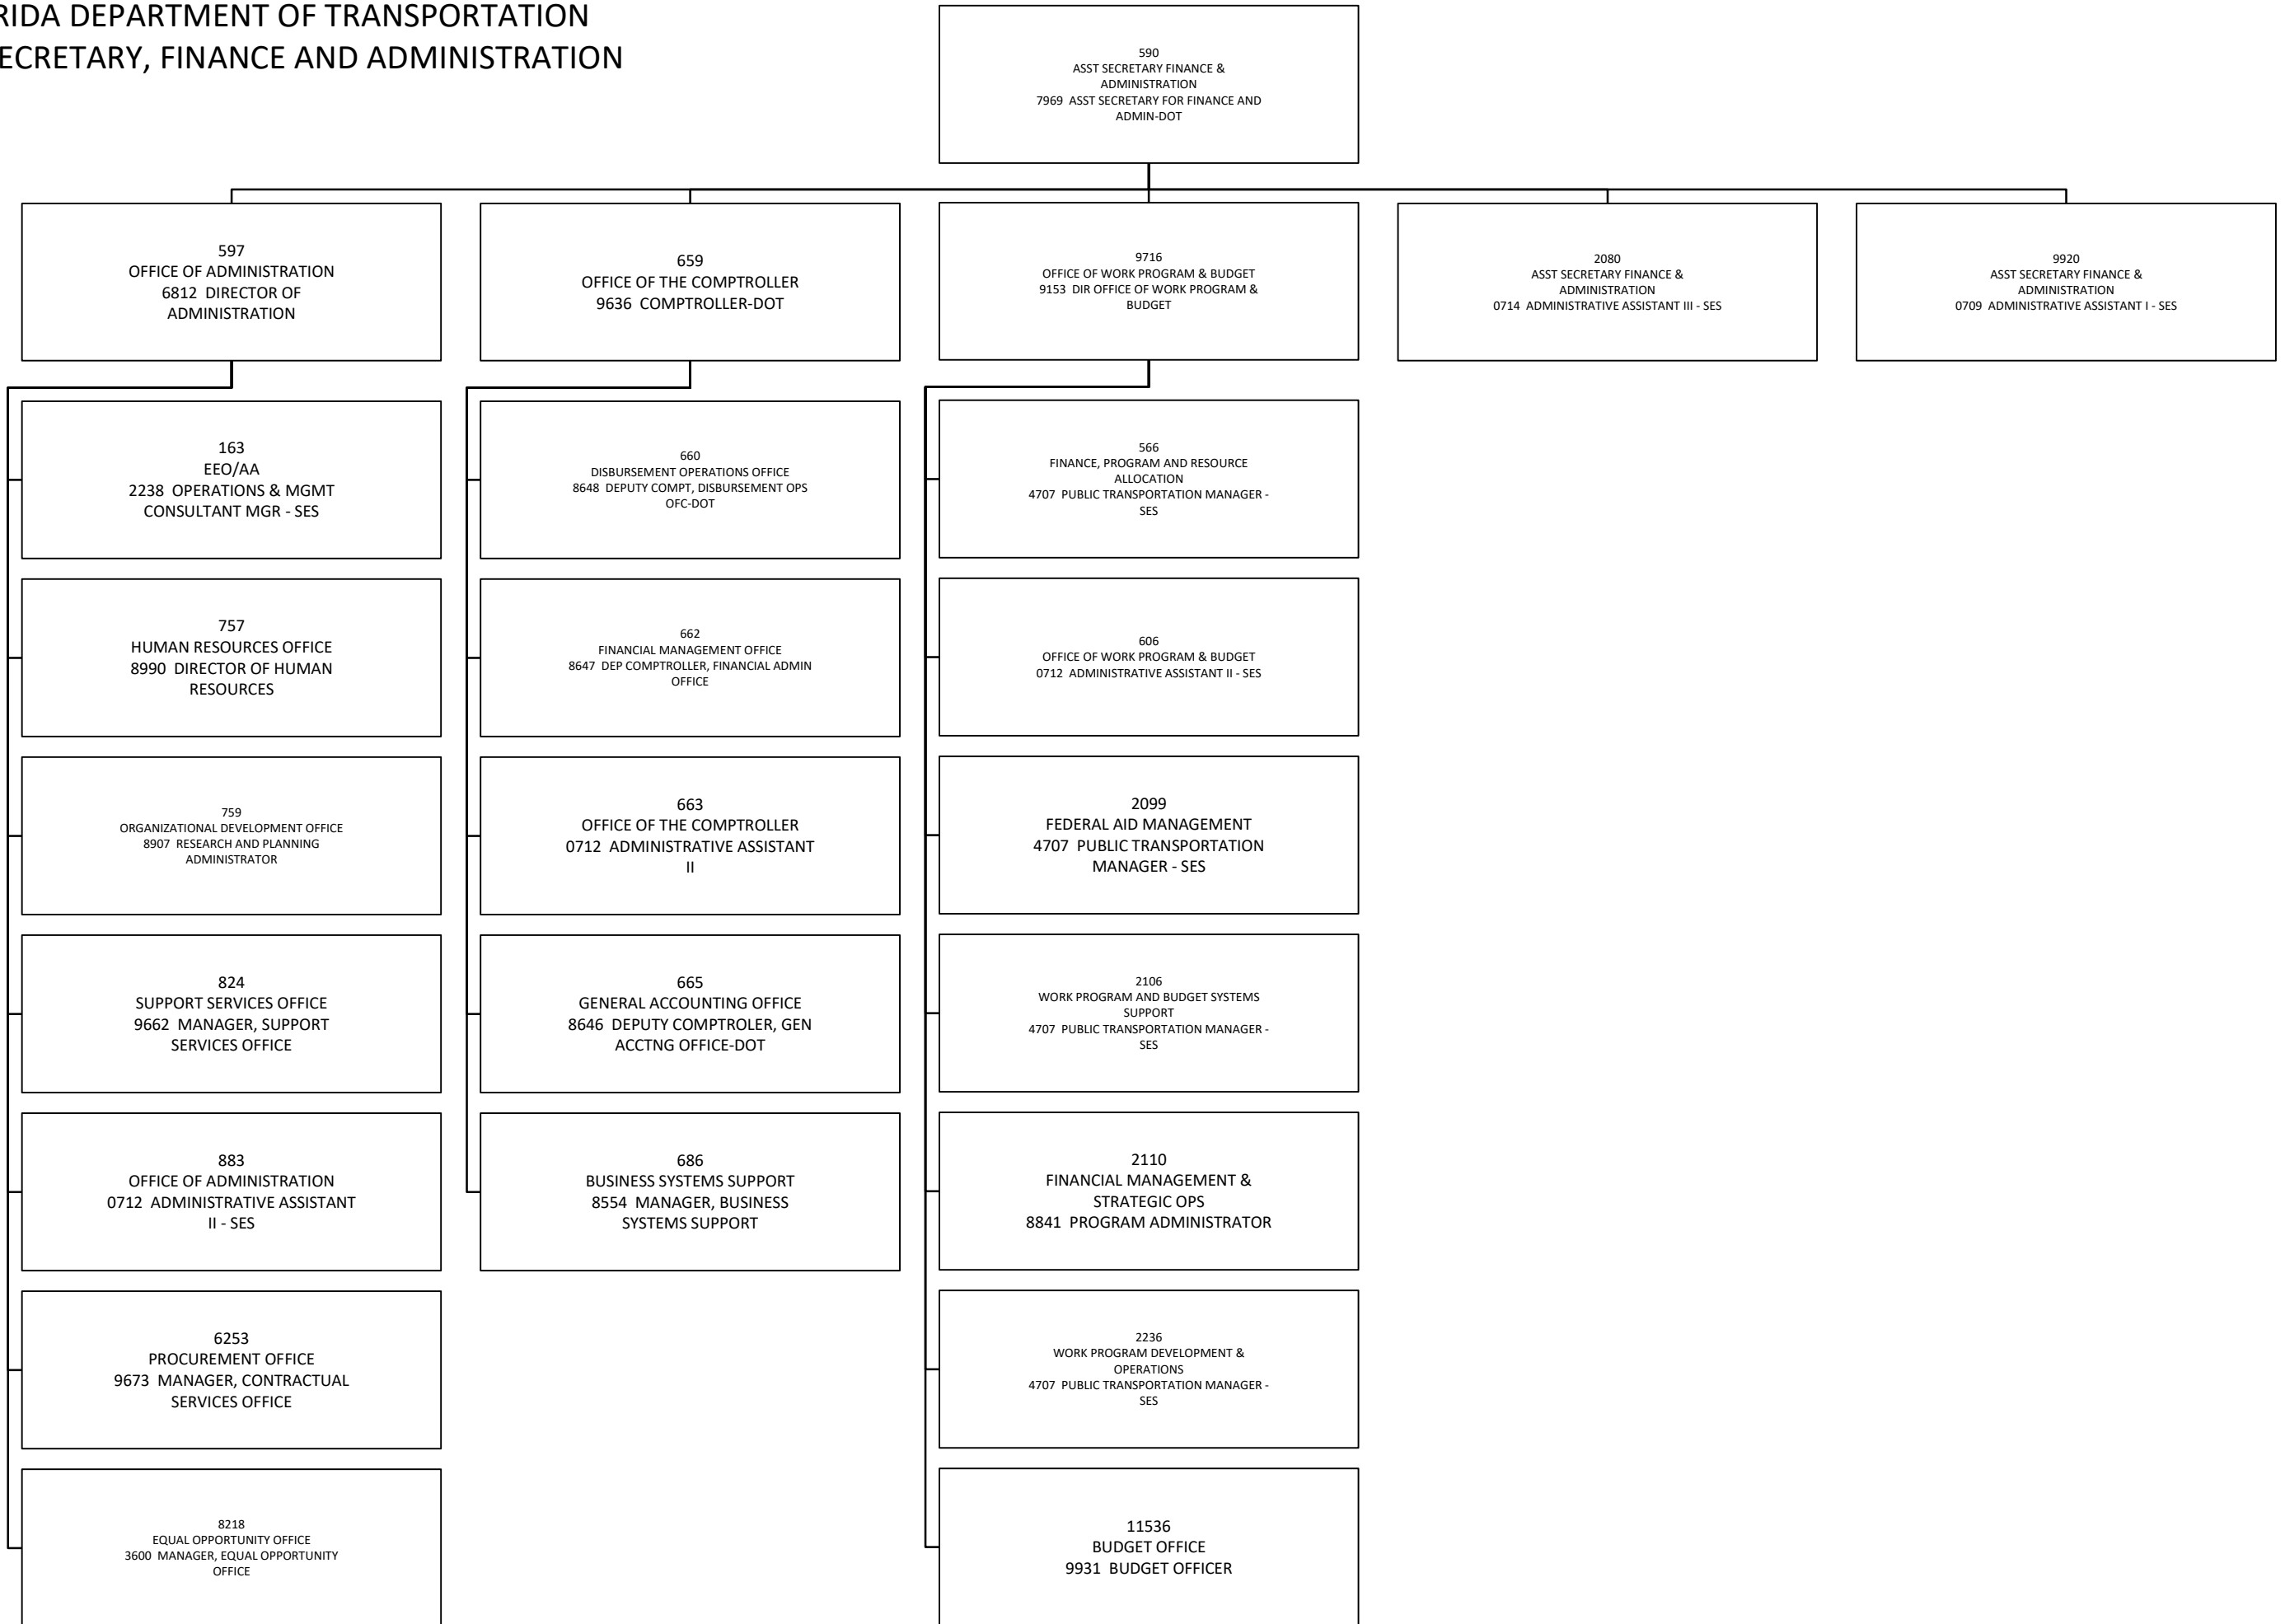 RIDA DEPARTMENT OF TRANSPORTATION
ECRETARY, FINANCE AND ADMINISTRATION
590
ASST SECRETARY FINANCE &
ADMINISTRATION
7969 ASST SECRETARY FOR FINANCE AND
ADMIN-DOT
597
OFFICE OF ADMINISTRATION
6812 DIRECTOR OF
ADMINISTRATION
659
OFFICE OF THE COMPTROLLER
9636 COMPTROLLER-DOT
9716
OFFICE OF WORK PROGRAM & BUDGET
9153 DIR OFFICE OF WORK PROGRAM &
BUDGET
2080
ASST SECRETARY FINANCE &
ADMINISTRATION
0714 ADMINISTRATIVE ASSISTANT III - SES
9920
ASST SECRETARY FINANCE &
ADMINISTRATION
0709 ADMINISTRATIVE ASSISTANT I - SES
163
EEO/AA
2238 OPERATIONS & MGMT
CONSULTANT MGR - SES
757
HUMAN RESOURCES OFFICE
8990 DIRECTOR OF HUMAN
RESOURCES
759
ORGANIZATIONAL DEVELOPMENT OFFICE
8907 RESEARCH AND PLANNING
ADMINISTRATOR
824
SUPPORT SERVICES OFFICE
9662 MANAGER, SUPPORT
SERVICES OFFICE
883
OFFICE OF ADMINISTRATION
0712 ADMINISTRATIVE ASSISTANT
II - SES
6253
PROCUREMENT OFFICE
9673 MANAGER, CONTRACTUAL
SERVICES OFFICE
8218
EQUAL OPPORTUNITY OFFICE
3600 MANAGER, EQUAL OPPORTUNITY
OFFICE
660
DISBURSEMENT OPERATIONS OFFICE
8648 DEPUTY COMPT, DISBURSEMENT OPS
OFC-DOT
662
FINANCIAL MANAGEMENT OFFICE
8647 DEP COMPTROLLER, FINANCIAL ADMIN
OFFICE
663
OFFICE OF THE COMPTROLLER
0712 ADMINISTRATIVE ASSISTANT
II
665
GENERAL ACCOUNTING OFFICE
8646 DEPUTY COMPTROLER, GEN
ACCTNG OFFICE-DOT
686
BUSINESS SYSTEMS SUPPORT
8554 MANAGER, BUSINESS
SYSTEMS SUPPORT
566
FINANCE, PROGRAM AND RESOURCE
ALLOCATION
4707 PUBLIC TRANSPORTATION MANAGER -
SES
606
OFFICE OF WORK PROGRAM & BUDGET
0712 ADMINISTRATIVE ASSISTANT II - SES
2099
FEDERAL AID MANAGEMENT
4707 PUBLIC TRANSPORTATION
MANAGER - SES
2106
WORK PROGRAM AND BUDGET SYSTEMS
SUPPORT
4707 PUBLIC TRANSPORTATION MANAGER -
SES
2110
FINANCIAL MANAGEMENT &
STRATEGIC OPS
8841 PROGRAM ADMINISTRATOR
2236
WORK PROGRAM DEVELOPMENT &
OPERATIONS
4707 PUBLIC TRANSPORTATION MANAGER -
SES
11536
BUDGET OFFICE
9931 BUDGET OFFICER